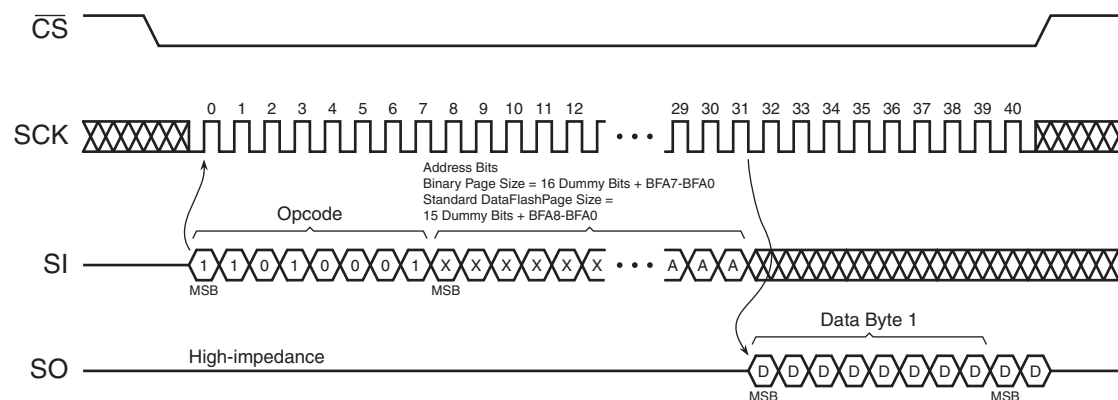 CS
SCK
0 1 2 3 4 5 6 7 8 9 10 11 12 • • • 29 30 31 32 33 34 35 36 37 38 39 40
Address Bits
Binary Page Size = 16 Dummy Bits + BFA7-BFA0
Standard DataFlashPage Size =
15 Dummy Bits + BFA8-BFA0
Opcode
SI
1 1 0 1 0 0 0 1 X X X X X X • • • A A A
MSB MSB
Data Byte 1
High-impedance
SO
D D D D D D D D D D
MSB MSB